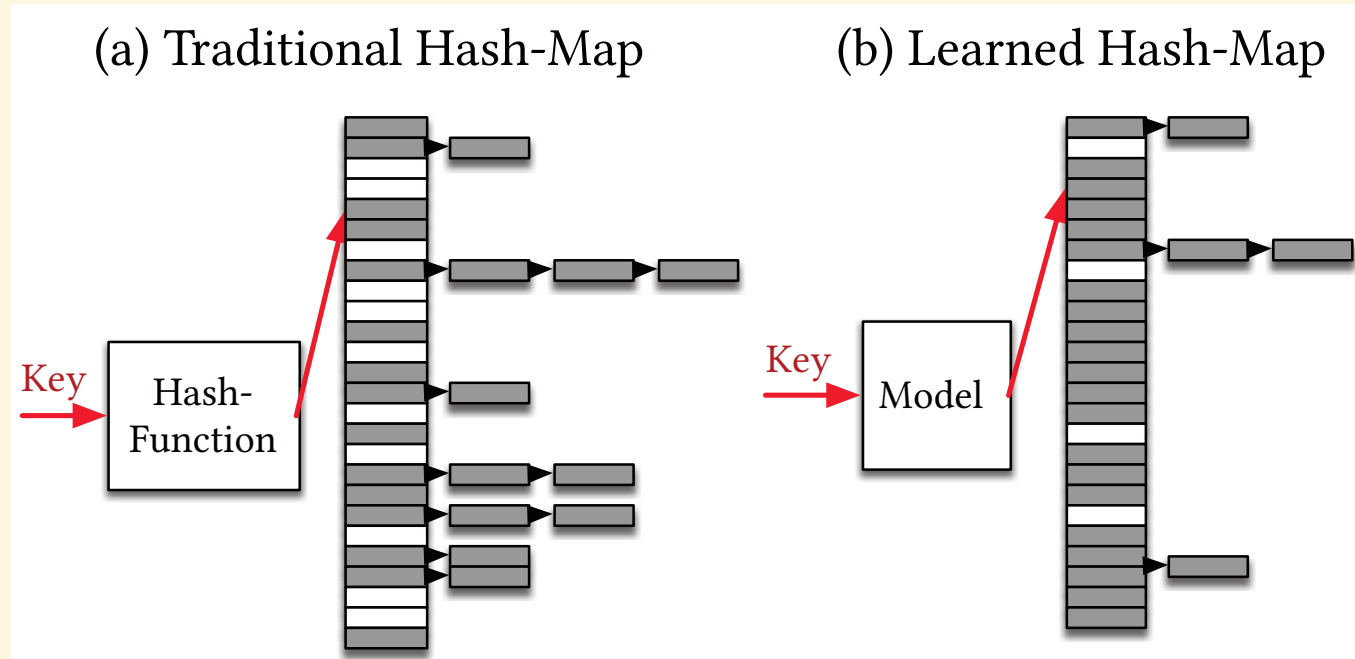 (a) Traditional Hash-Map
Key
Hash-
Function
(b) Learned Hash-Map
Key
Model